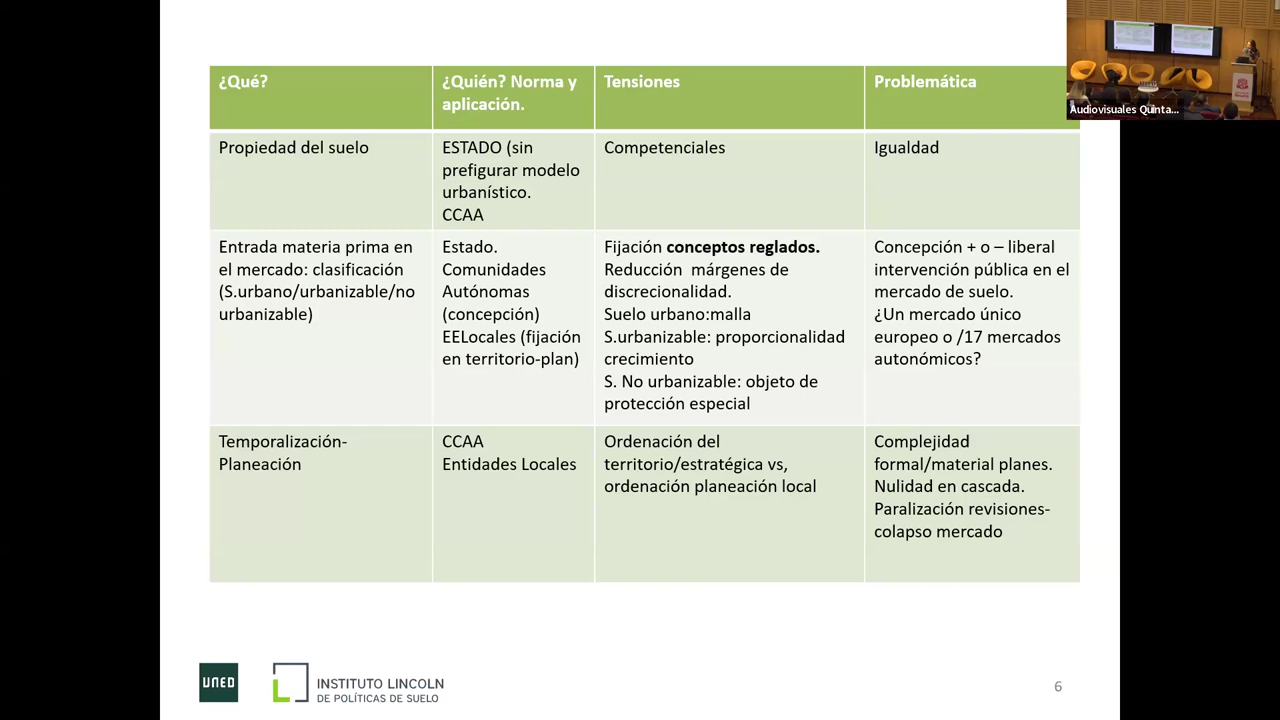 ¿Qué?
¿Quién? Norma y
aplicación.
Tensiones
Problemática
Propiedad del suelo
ESTADO (sin
prefigurar modelo
urbanístico.
CCAA
Competenciales
Igualdad
Entrada materia prima en
el mercado: clasificación
(S.urbano/urbanizable/no
urbanizable)
Estado.
Comunidades
Autónomas
(concepción)
EELocales (fijación
en territorio-plan)
Fijación conceptos reglados.
Reducción  márgenes de
discrecionalidad.
Suelo urbano:malla
S.urbanizable: proporcionalidad
crecimiento
S. No urbanizable: objeto de
protección especial
Concepción + o – liberal
intervención pública en el
mercado de suelo.
¿Un mercado único
europeo o /17 mercados
autonómicos?
Temporalización-
Planeación
CCAA
Entidades Locales
Ordenación del
territorio/estratégica vs,
ordenación planeación local
Complejidad
formal/material planes.
Nulidad en cascada.
Paralización revisiones-
colapso mercado
Audiovisuales Quinta...
UNED
INSTITUTO LINCOLN
DE POLÍTICAS DE SUELO
6